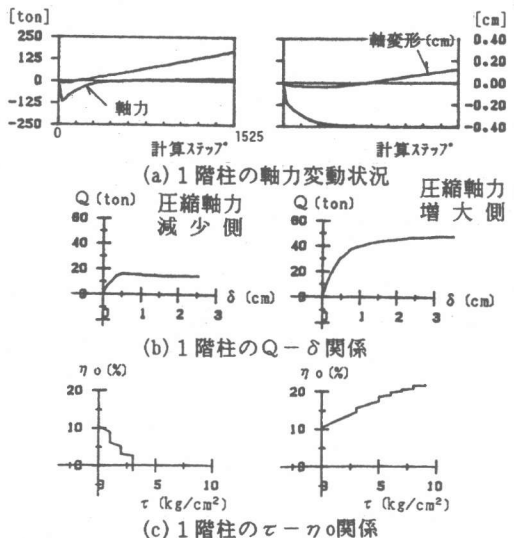 [ton]
[cm]
250
125
0
-125
-250
軸力
0
1525
計算ステップ
軸変形(cm)
0.40
0.20
0.00
-0.20
-0.40
計算ステップ
(a) 1階柱の軸力変動状況
Q (ton)
圧縮軸力
減少側
60
40
20
0
0 1 2 3
δ (cm)
Q (ton)
圧縮軸力
増大側
60
40
20
0
0 1 2 3
δ (cm)
(b) 1階柱のQ－δ関係
ηo(%)
20
10
0
5 10
τ (kg/cm²)
ηo(%)
20
10
0
5 10
τ (kg/cm²)
(c) 1階柱のτ－ηo関係